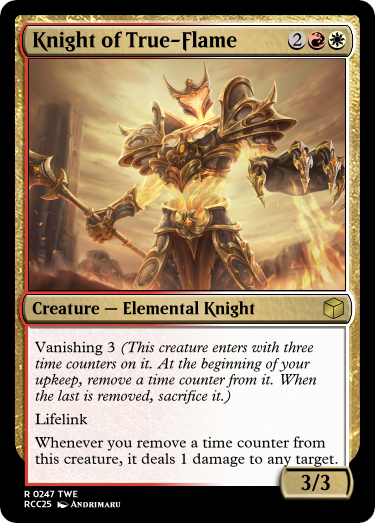 Knight of True-Flame 2
Creature — Elemental Knight
Vanishing 3 (This creature enters with three
time counters on it. At the beginning of your
upkeep, remove a time counter from it. When
the last is removed, sacrifice it.)
Lifelink
Whenever you remove a time counter from
this creature, it deals 1 damage to any target.
3/3
R 0247 TWE
RCC25 ANDRIMARU